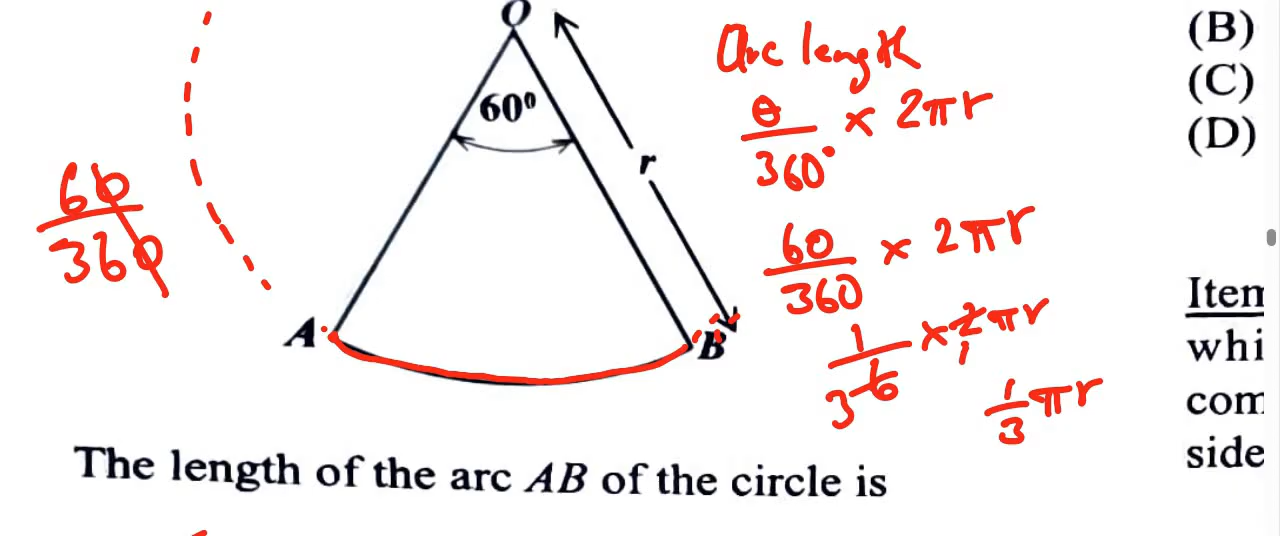 O
60°
r
A
B
60
360
Arc length
θ
360°
× 2πr
60
360
× 2πr
1
3 6
× 2 πr
1
1
3
πr
The length of the arc AB of the circle is
(B)
(C)
(D)
Item
whi
com
side